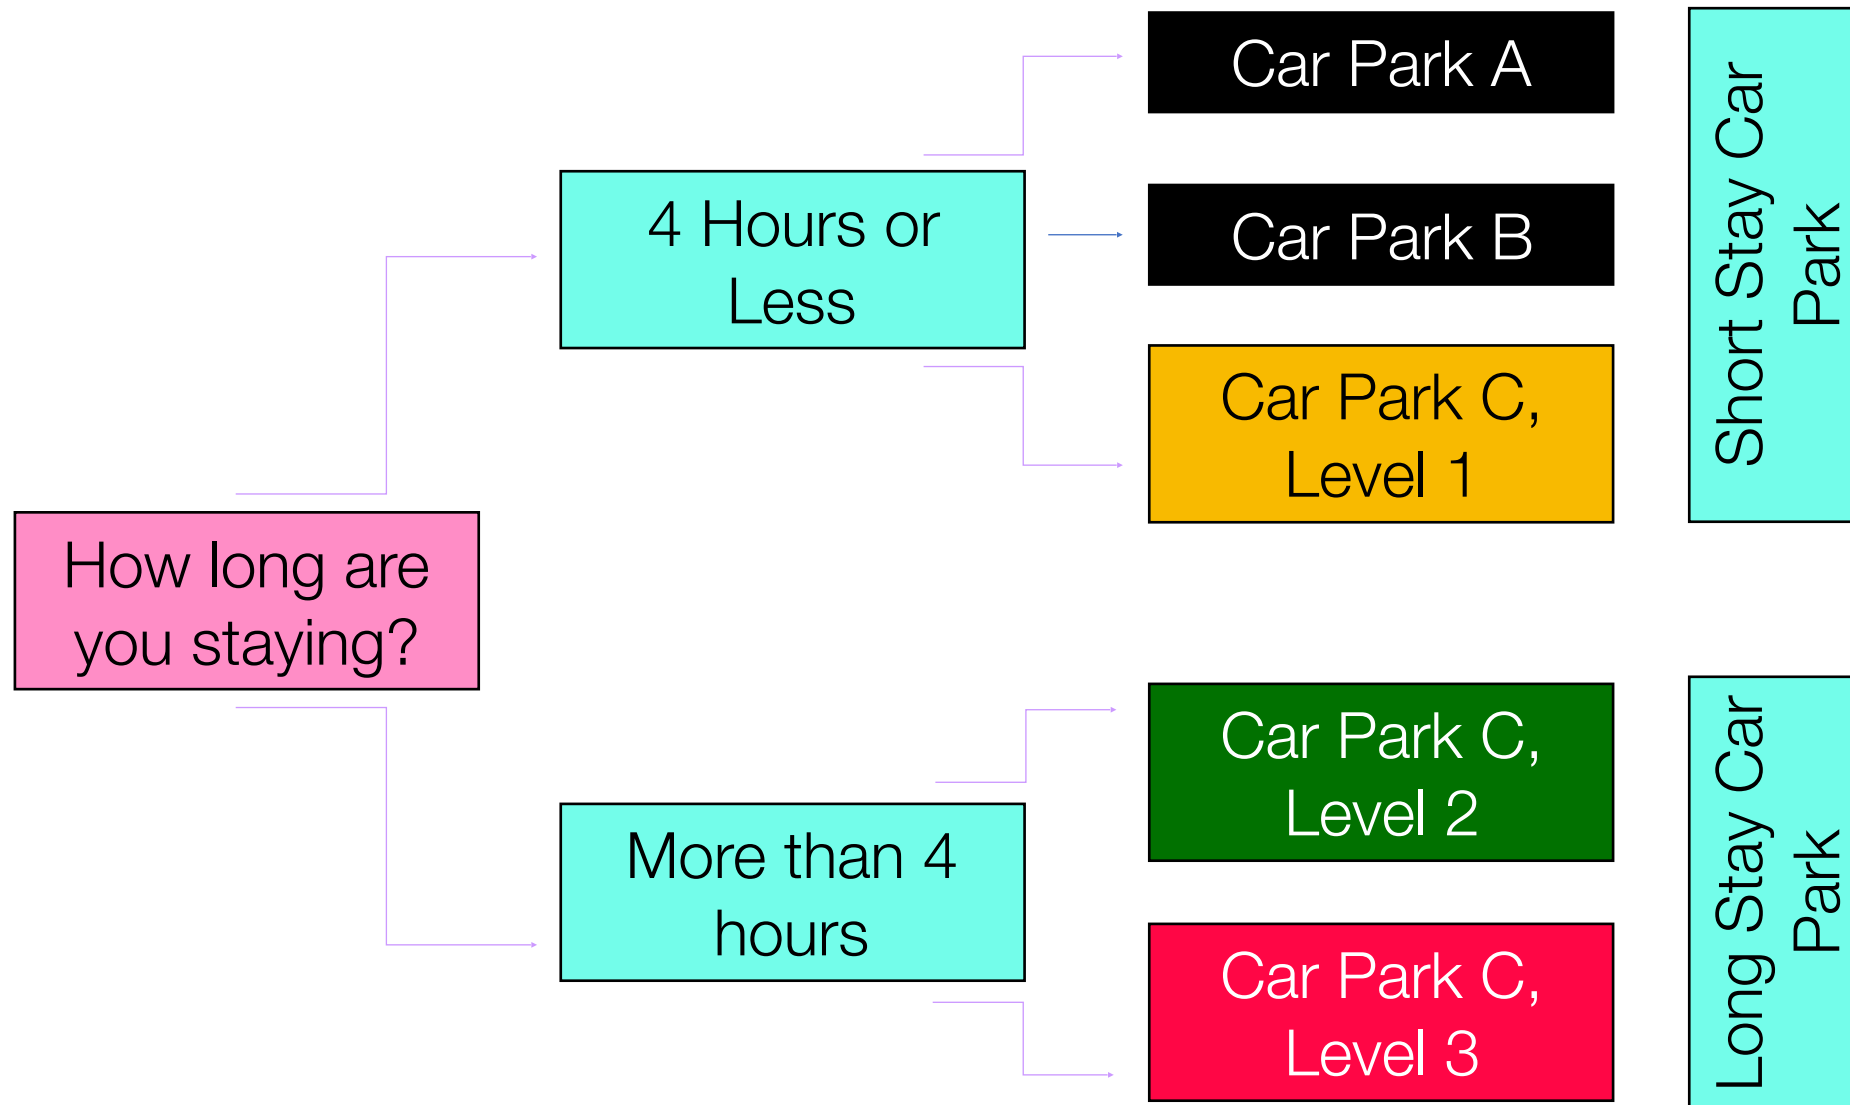 How long are
you staying?
4 Hours or
Less
Car Park A
Car Park B
Car Park C,
Level 1
Short Stay Car
Park
More than 4
hours
Car Park C,
Level 2
Car Park C,
Level 3
Long Stay Car
Park